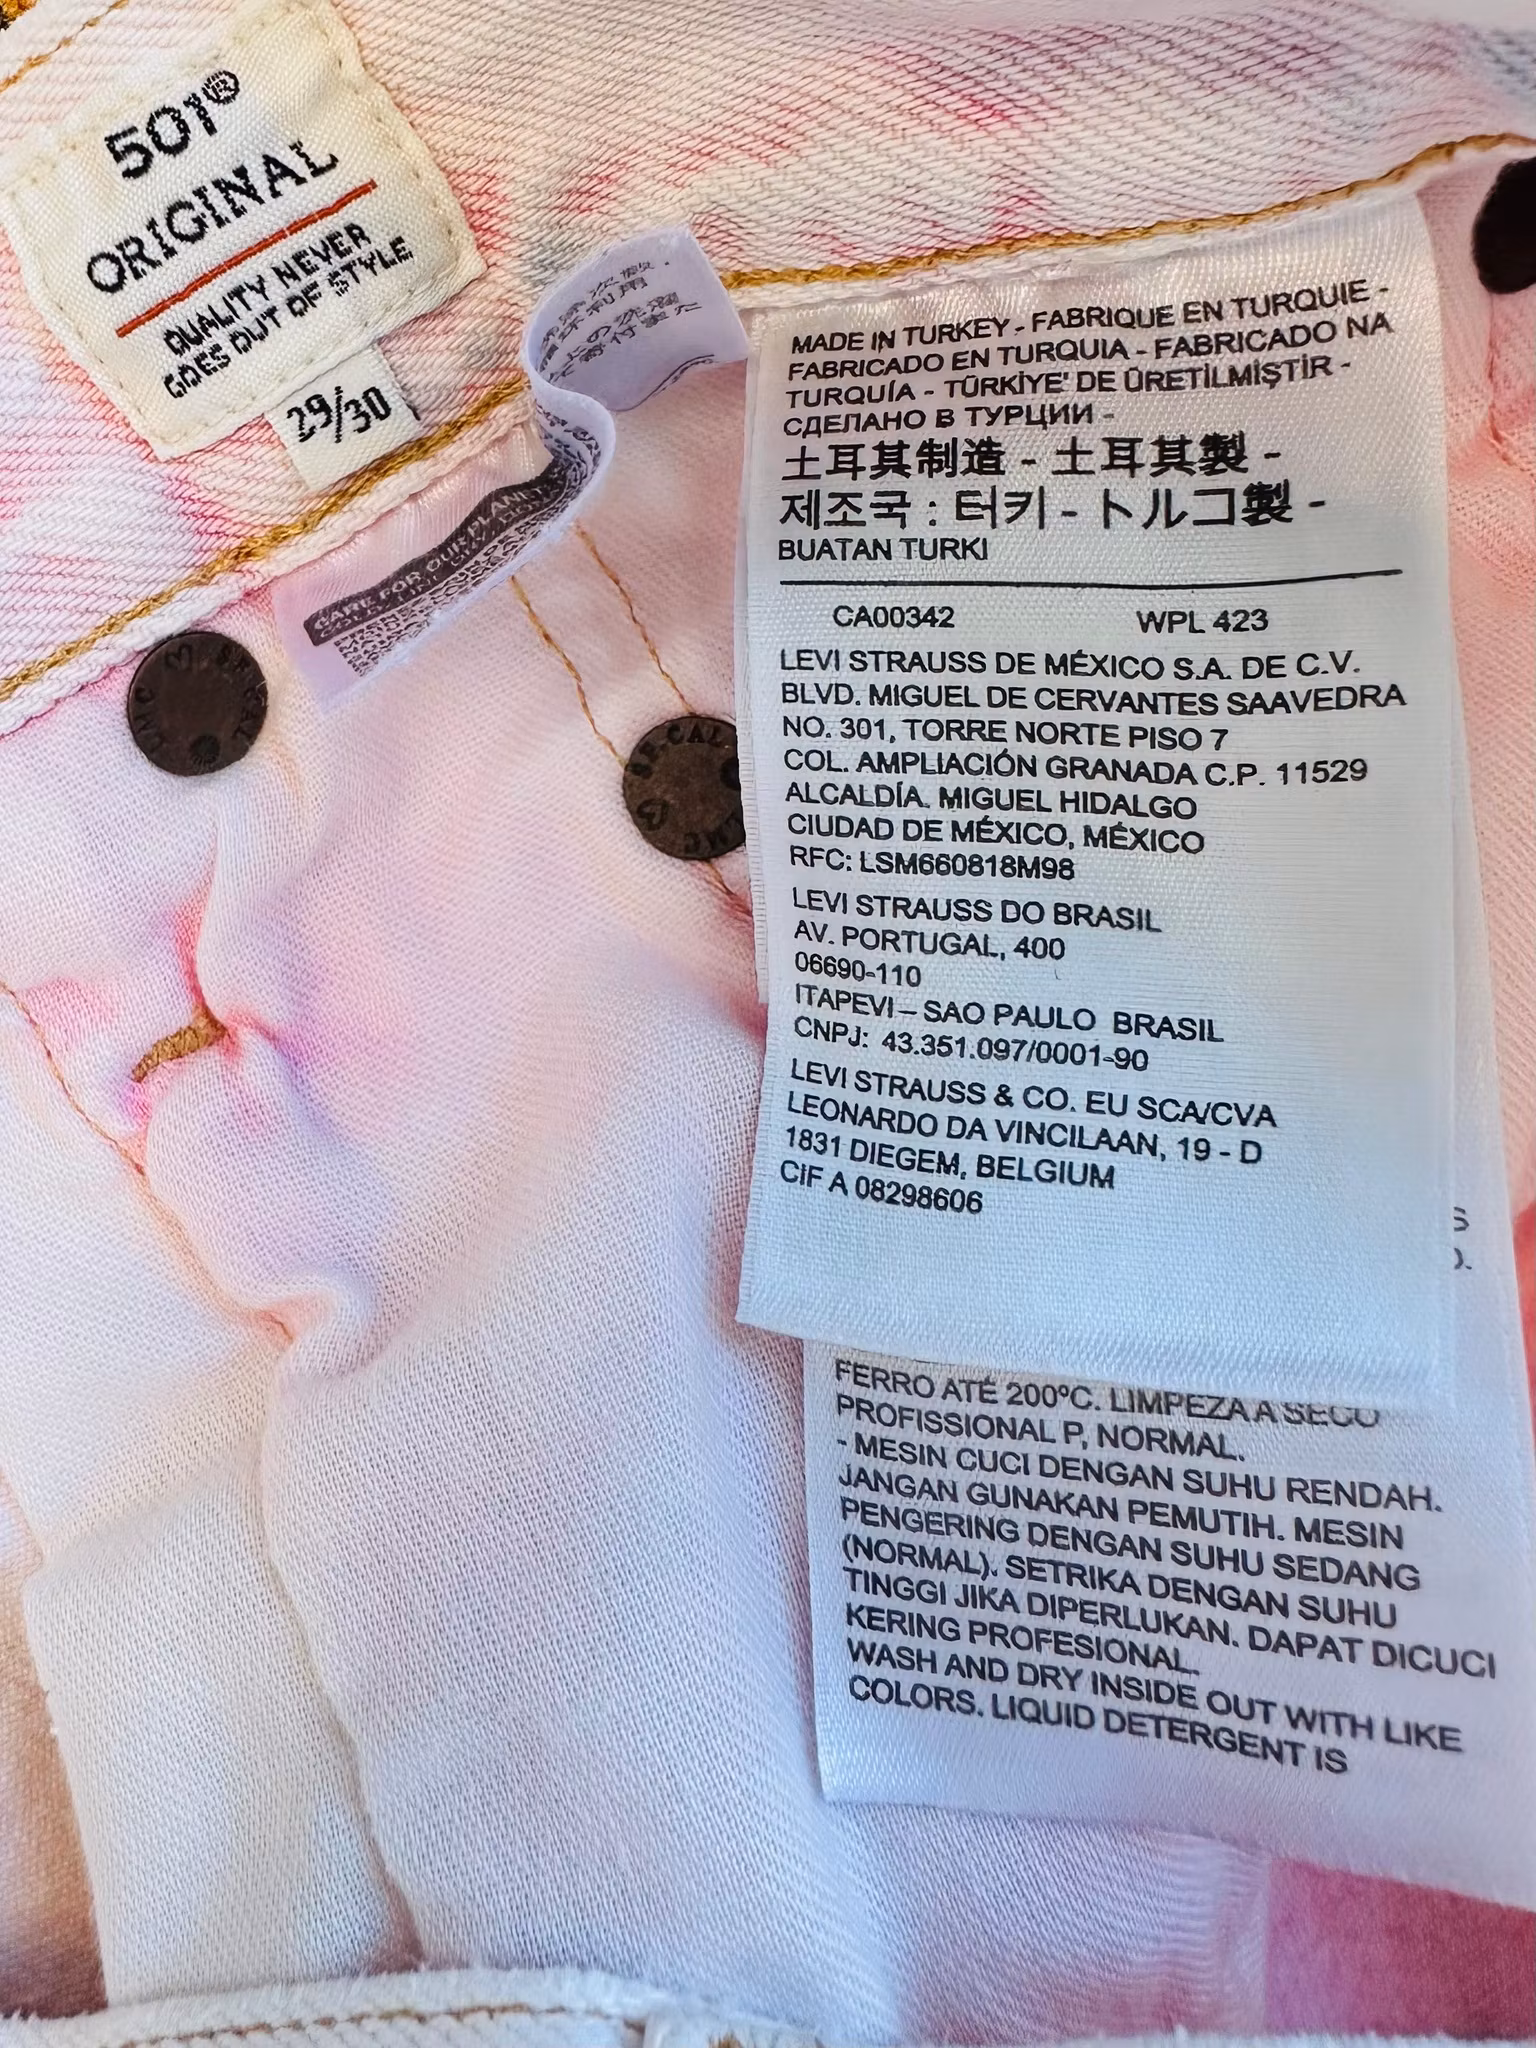 501®
ORIGINAL
QUALITY NEVER
GOES OUT OF STYLE
29/30
CARE FOR OUR PLANET
MADE IN TURKEY - FABRIQUE EN TURQUIE -
FABRICADO EN TURQUIA - FABRICADO NA
TURQUÍA - TÜRKİYE' DE ÜRETİLMİŞTİR -
СДЕЛАНО В ТУРЦИИ -
土耳其制造 - 土耳其製 -
제조국 : 터키 - トルコ製 -
BUATAN TURKI
CA00342 WPL 423
LEVI STRAUSS DE MÉXICO S.A. DE C.V.
BLVD. MIGUEL DE CERVANTES SAAVEDRA
NO. 301, TORRE NORTE PISO 7
COL. AMPLIACIÓN GRANADA C.P. 11529
ALCALDÍA. MIGUEL HIDALGO
CIUDAD DE MÉXICO, MÉXICO
RFC: LSM660818M98
LEVI STRAUSS DO BRASIL
AV. PORTUGAL, 400
06690-110
ITAPEVI – SAO PAULO BRASIL
CNPJ: 43.351.097/0001-90
LEVI STRAUSS & CO. EU SCA/CVA
LEONARDO DA VINCILAAN, 19 - D
1831 DIEGEM, BELGIUM
CIF A 08298606
FERRO ATÉ 200°C. LIMPEZA A SECO
PROFISSIONAL P, NORMAL.
- MESIN CUCI DENGAN SUHU RENDAH.
JANGAN GUNAKAN PEMUTIH. MESIN
PENGERING DENGAN SUHU SEDANG
(NORMAL). SETRIKA DENGAN SUHU
TINGGI JIKA DIPERLUKAN. DAPAT DICUCI
KERING PROFESIONAL.
WASH AND DRY INSIDE OUT WITH LIKE
COLORS. LIQUID DETERGENT IS